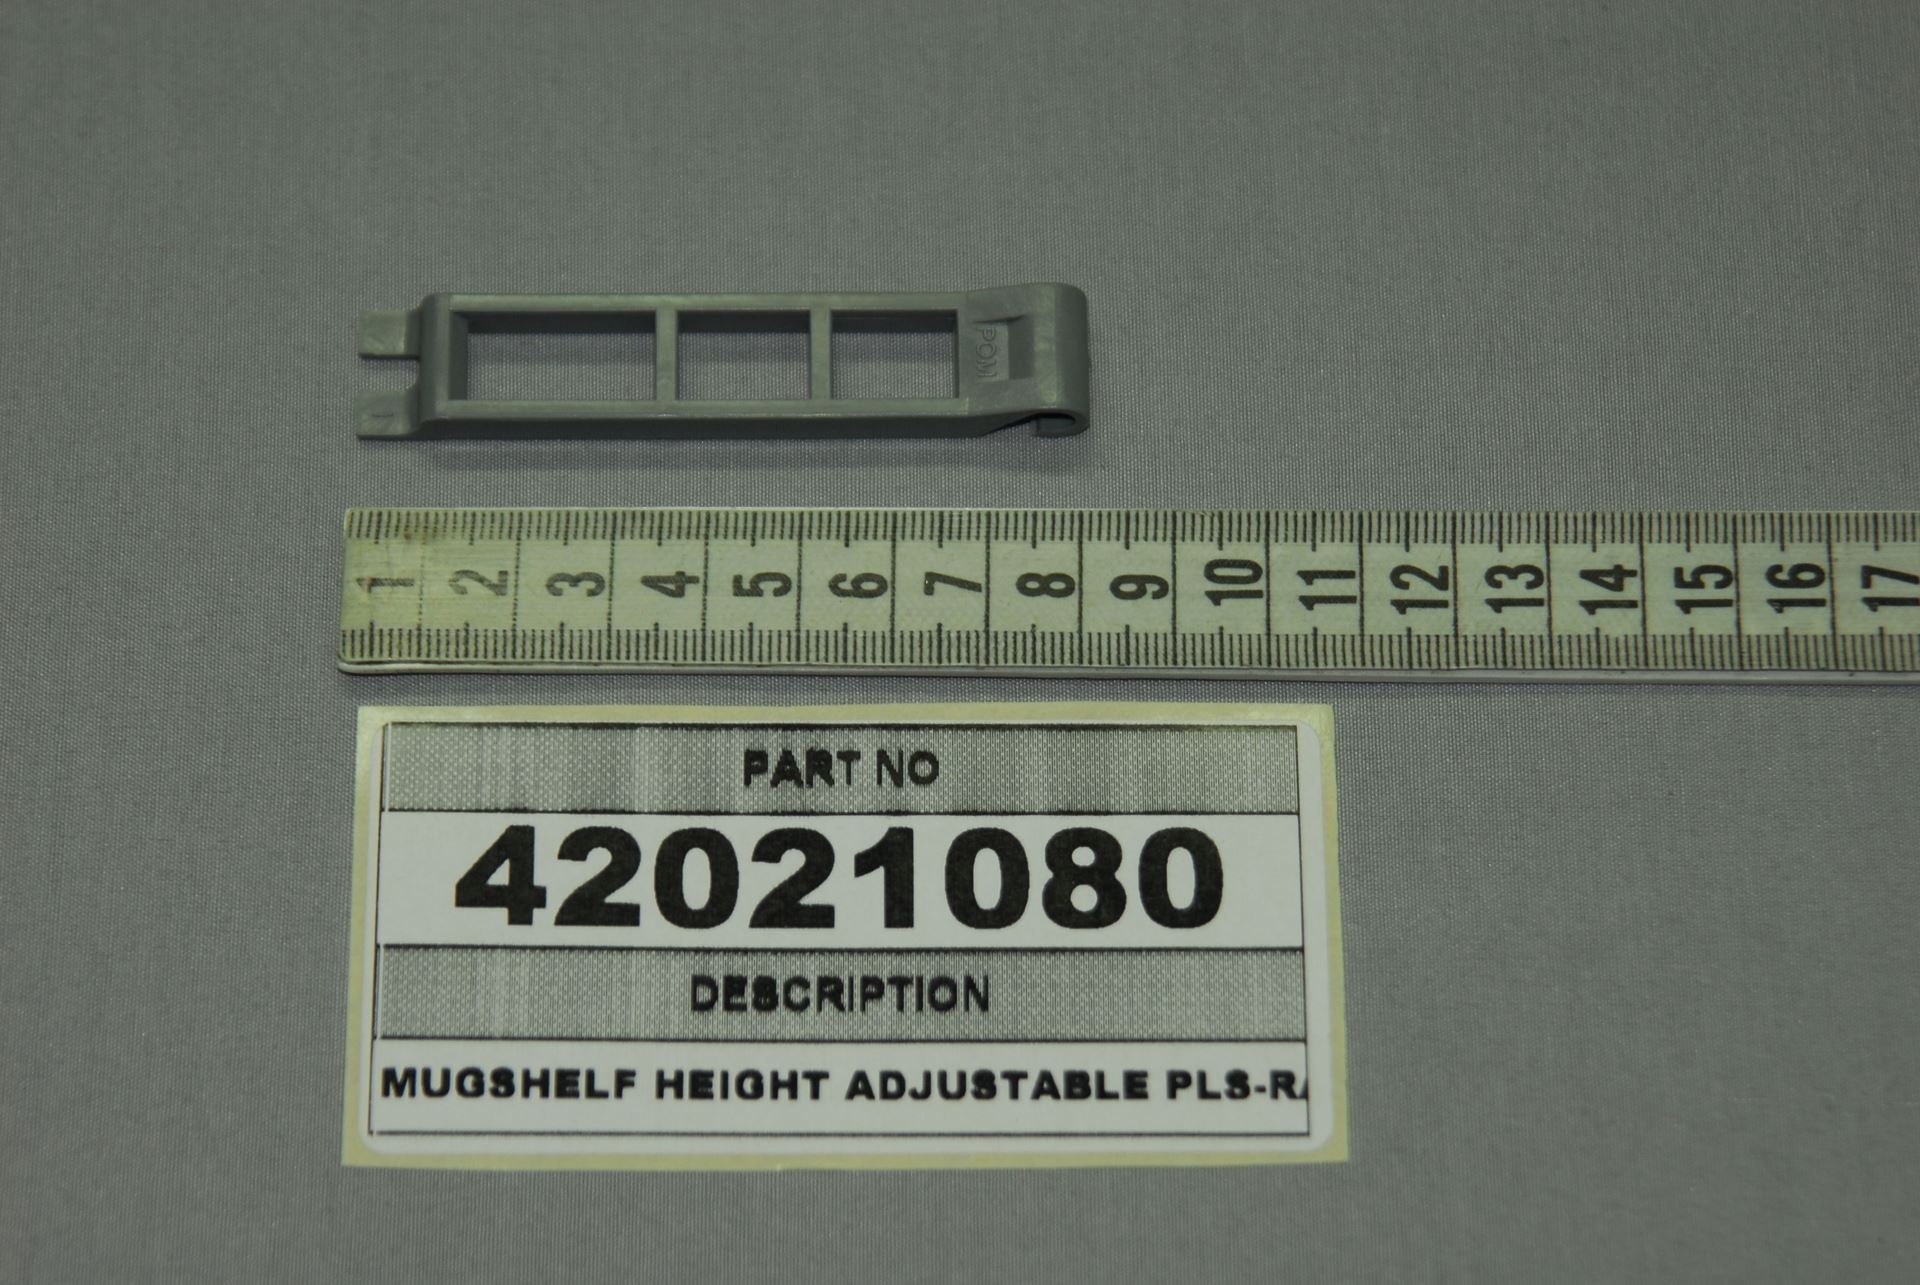 POM
1 2 3 4 5 6 7 8 9 10 11 12 13 14 15 16 17
PART NO
42021080
DESCRIPTION
MUGSHELF HEIGHT ADJUSTABLE PLS-RA